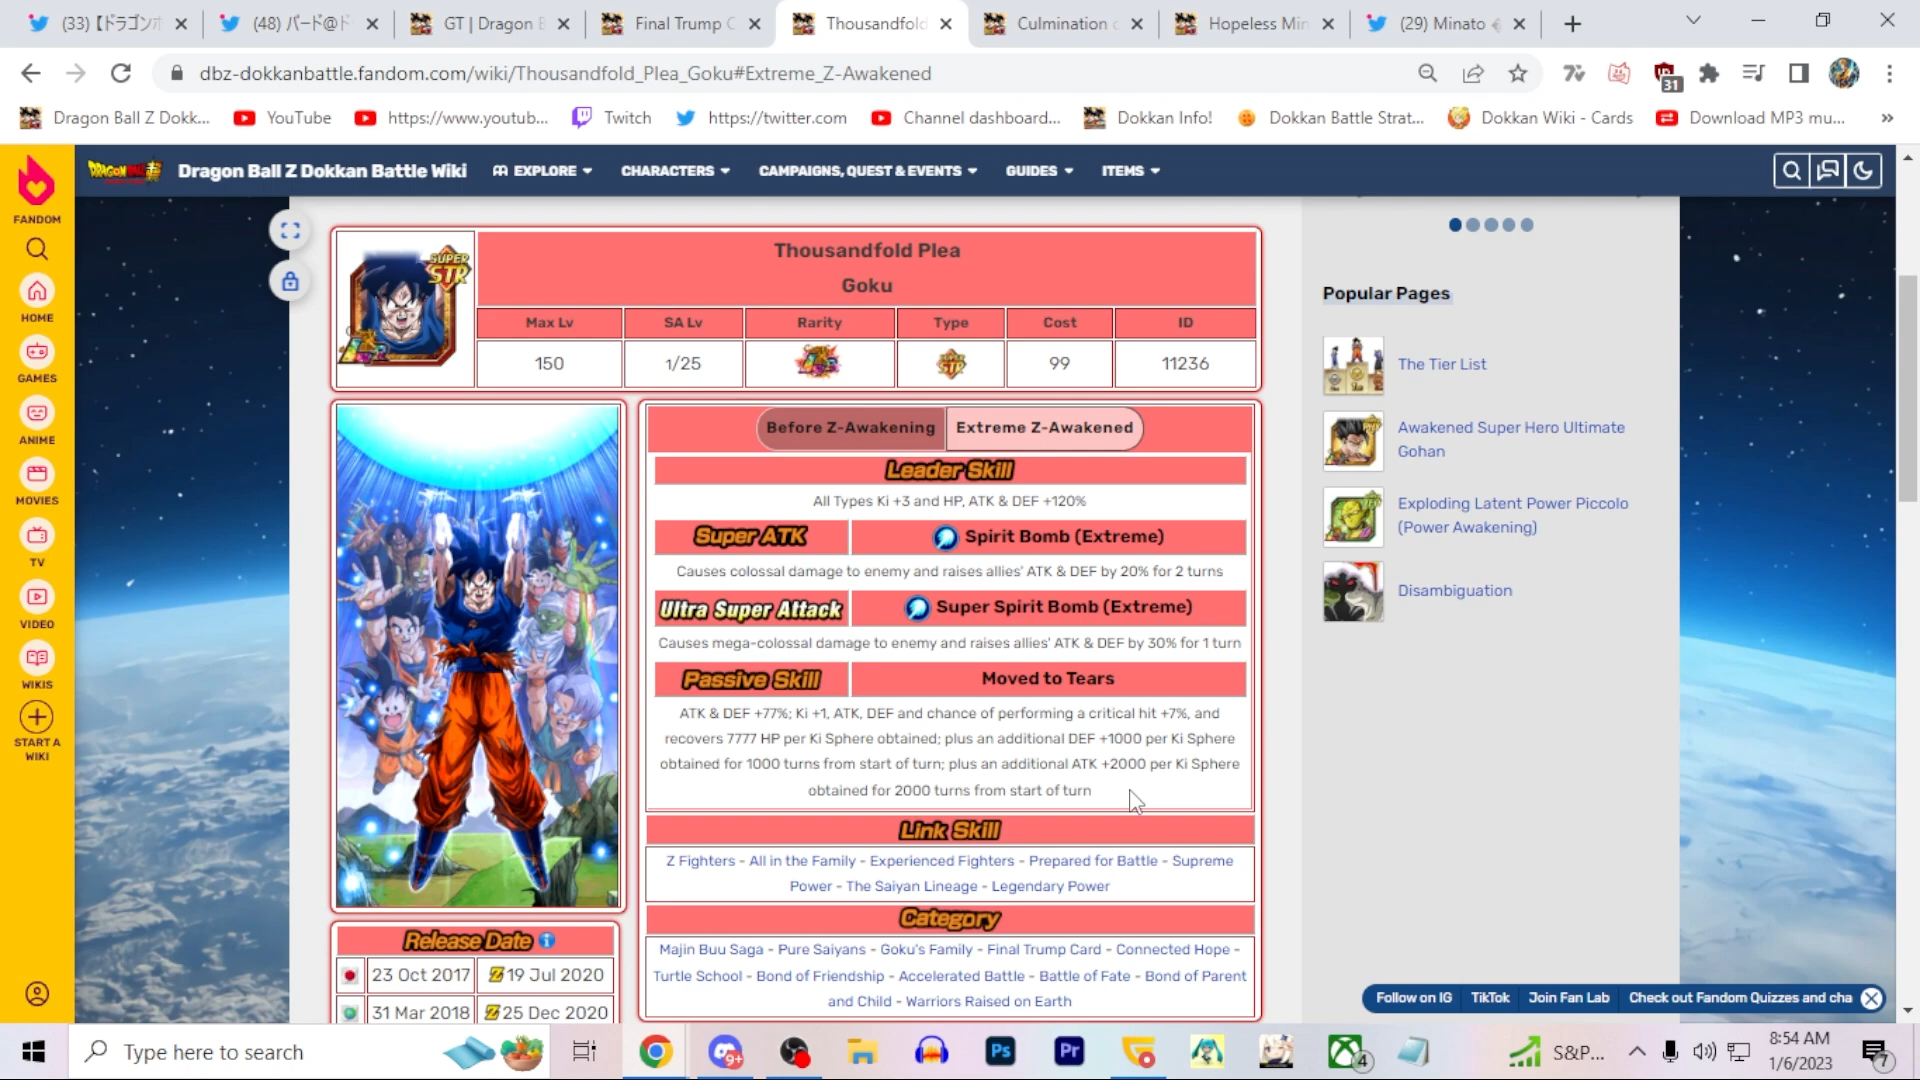 (33)【ドラゴン
(48) バード@ド
GT | Dragon B
Final Trump C
Thousandfold
Culmination o
Hopeless Min
(29) Minato
dbz-dokkanbattle.fandom.com/wiki/Thousandfold_Plea_Goku#Extreme_Z-Awakened
31
Dragon Ball Z Dokk...
YouTube
https://www.youtub...
Twitch
https://twitter.com
Channel dashboard...
Dokkan Info!
Dokkan Battle Strat...
Dokkan Wiki - Cards
Download MP3 mu...
Dragon Ball Z Dokkan Battle Wiki
EXPLORE
CHARACTERS
CAMPAIGNS, QUEST & EVENTS
GUIDES
ITEMS
FANDOM
HOME
GAMES
ANIME
MOVIES
TV
VIDEO
WIKIS
START A
WIKI
SUPER
STR
LR
Thousandfold Plea
Goku
Max Lv
SA Lv
Rarity
Type
Cost
ID
150
1/25
LR
STR
99
11236
Before Z-Awakening
Extreme Z-Awakened
Leader Skill
All Types Ki +3 and HP, ATK & DEF +120%
Super ATK
Spirit Bomb (Extreme)
Causes colossal damage to enemy and raises allies' ATK & DEF by 20% for 2 turns
Ultra Super Attack
Super Spirit Bomb (Extreme)
Causes mega-colossal damage to enemy and raises allies' ATK & DEF by 30% for 1 turn
Passive Skill
Moved to Tears
ATK & DEF +77%; Ki +1, ATK, DEF and chance of performing a critical hit +7%, and
recovers 7777 HP per Ki Sphere obtained; plus an additional DEF +1000 per Ki Sphere
obtained for 1000 turns from start of turn; plus an additional ATK +2000 per Ki Sphere
obtained for 2000 turns from start of turn
Link Skill
Z Fighters - All in the Family - Experienced Fighters - Prepared for Battle - Supreme
Power - The Saiyan Lineage - Legendary Power
Category
Majin Buu Saga - Pure Saiyans - Goku's Family - Final Trump Card - Connected Hope -
Turtle School - Bond of Friendship - Accelerated Battle - Battle of Fate - Bond of Parent
and Child - Warriors Raised on Earth
Release Date
23 Oct 2017
Z 19 Jul 2020
31 Mar 2018
Z 25 Dec 2020
Popular Pages
The Tier List
Awakened Super Hero Ultimate
Gohan
Exploding Latent Power Piccolo
(Power Awakening)
Disambiguation
Follow on IG
TikTok
Join Fan Lab
Check out Fandom Quizzes and cha
Type here to search
9+
Ps
Pr
4
S&P...
8:54 AM
1/6/2023
7